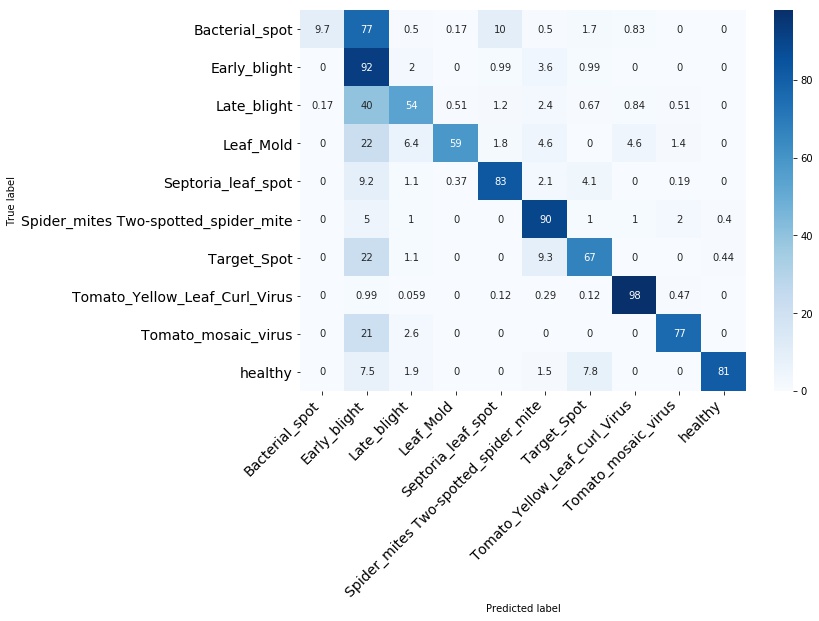 Bacterial_spot 9.7 77 0.5 0.17 10 0.5 1.7 0.83 0 0
Early_blight 0 92 2 0 0.99 3.6 0.99 0 0 0
Late_blight 0.17 40 54 0.51 1.2 2.4 0.67 0.84 0.51 0
Leaf_Mold 0 22 6.4 59 1.8 4.6 0 4.6 1.4 0
Septoria_leaf_spot 0 9.2 1.1 0.37 83 2.1 4.1 0 0.19 0
Spider_mites Two-spotted_spider_mite 0 5 1 0 0 90 1 1 2 0.4
Target_Spot 0 22 1.1 0 0 9.3 67 0 0 0.44
Tomato_Yellow_Leaf_Curl_Virus 0 0.99 0.059 0 0.12 0.29 0.12 98 0.47 0
Tomato_mosaic_virus 0 21 2.6 0 0 0 0 0 77 0
healthy 0 7.5 1.9 0 0 1.5 7.8 0 0 81
True label
Bacterial_spot
Early_blight
Late_blight
Leaf_Mold
Septoria_leaf_spot
Spider_mites Two-spotted_spider_mite
Target_Spot
Tomato_Yellow_Leaf_Curl_Virus
Tomato_mosaic_virus
healthy
Predicted label
80
60
40
20
0